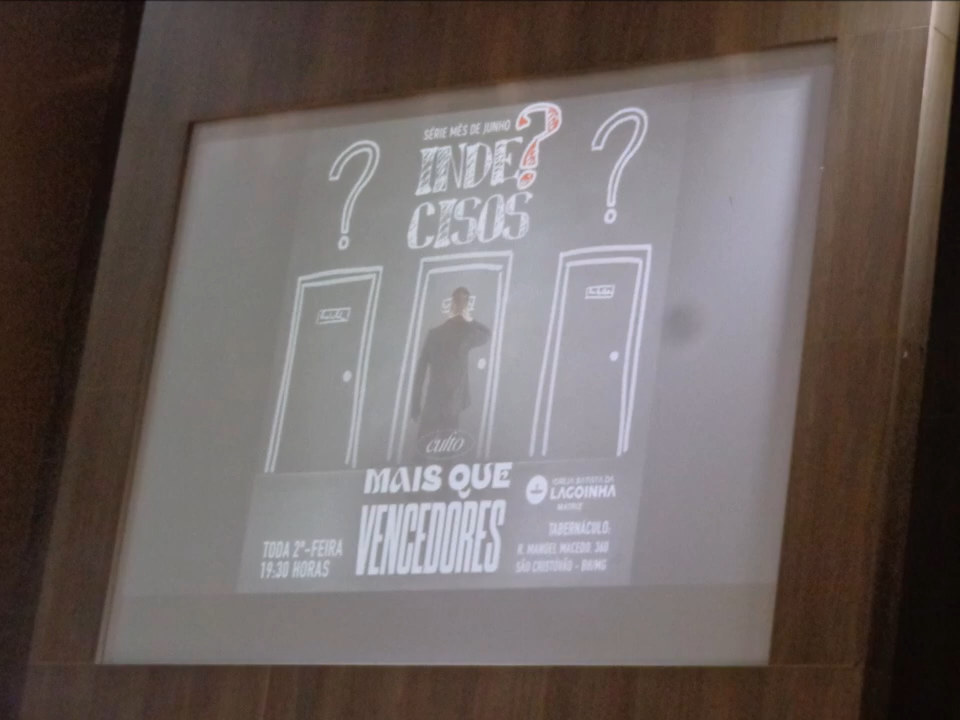 SÉRIE MÊS DE JUNHO
INDE?
CISOS
culto
MAIS QUE
VENCEDORES
TODA 2ª-FEIRA
19:30 HORAS
IGREJA BATISTA DA
LAGOINHA
MATRIZ
TABERNÁCULO:
R. MANOEL MACEDO, 360
SÃO CRISTÓVÃO - BH/MG